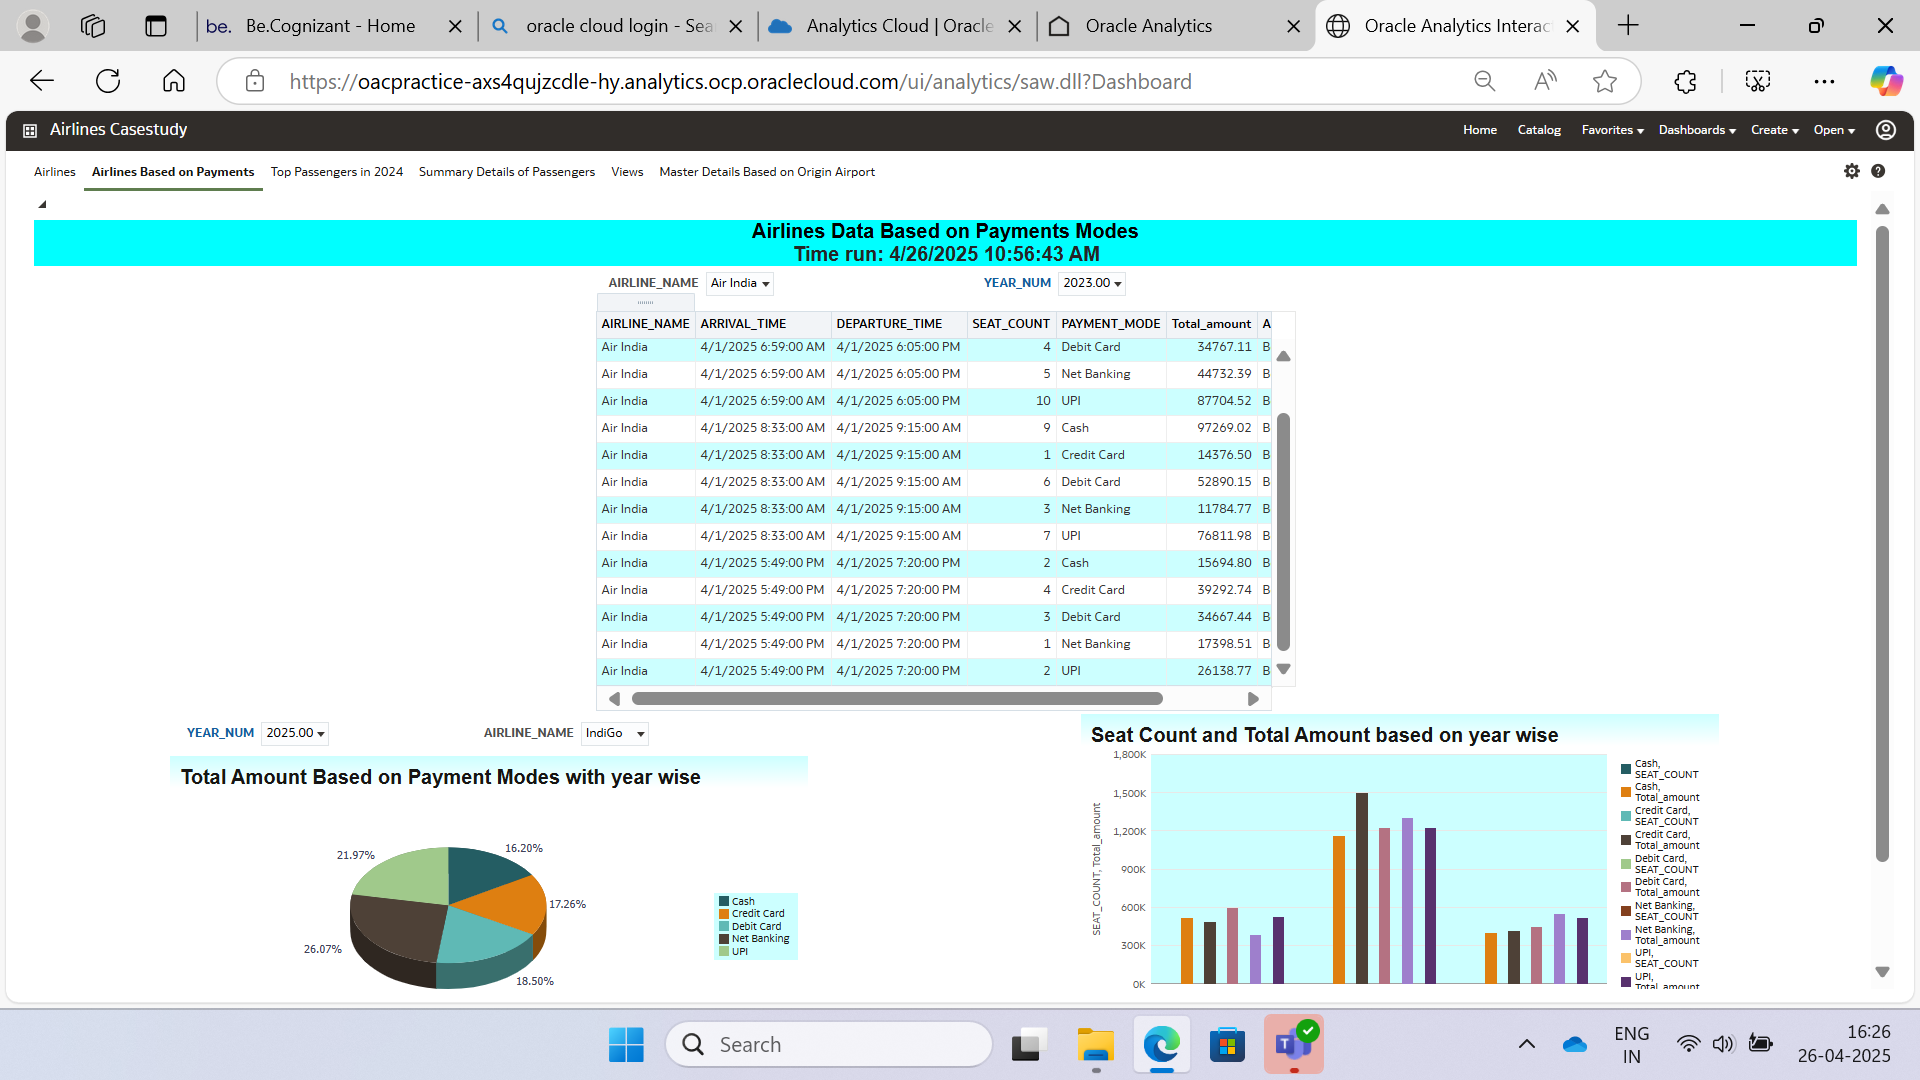 be. Be.Cognizant - Home
oracle cloud login - Sea
Analytics Cloud | Oracle
Oracle Analytics
Oracle Analytics Interac
https://oacpractice-axs4qujzcdle-hy.analytics.ocp.oraclecloud.com/ui/analytics/saw.dll?Dashboard
Airlines Casestudy
Home Catalog Favorites Dashboards Create Open
Airlines Airlines Based on Payments Top Passengers in 2024 Summary Details of Passengers Views Master Details Based on Origin Airport
Airlines Data Based on Payments Modes
Time run: 4/26/2025 10:56:43 AM
AIRLINE_NAME Air India YEAR_NUM 2023.00
AIRLINE_NAME ARRIVAL_TIME DEPARTURE_TIME SEAT_COUNT PAYMENT_MODE Total_amount A
Air India 4/1/2025 6:59:00 AM 4/1/2025 6:05:00 PM 4 Debit Card 34767.11 B
Air India 4/1/2025 6:59:00 AM 4/1/2025 6:05:00 PM 5 Net Banking 44732.39 B
Air India 4/1/2025 6:59:00 AM 4/1/2025 6:05:00 PM 10 UPI 87704.52 B
Air India 4/1/2025 8:33:00 AM 4/1/2025 9:15:00 AM 9 Cash 97269.02 B
Air India 4/1/2025 8:33:00 AM 4/1/2025 9:15:00 AM 1 Credit Card 14376.50 B
Air India 4/1/2025 8:33:00 AM 4/1/2025 9:15:00 AM 6 Debit Card 52890.15 B
Air India 4/1/2025 8:33:00 AM 4/1/2025 9:15:00 AM 3 Net Banking 11784.77 B
Air India 4/1/2025 8:33:00 AM 4/1/2025 9:15:00 AM 7 UPI 76811.98 B
Air India 4/1/2025 5:49:00 PM 4/1/2025 7:20:00 PM 2 Cash 15694.80 B
Air India 4/1/2025 5:49:00 PM 4/1/2025 7:20:00 PM 4 Credit Card 39292.74 B
Air India 4/1/2025 5:49:00 PM 4/1/2025 7:20:00 PM 3 Debit Card 34667.44 B
Air India 4/1/2025 5:49:00 PM 4/1/2025 7:20:00 PM 1 Net Banking 17398.51 B
Air India 4/1/2025 5:49:00 PM 4/1/2025 7:20:00 PM 2 UPI 26138.77 B
YEAR_NUM 2025.00 AIRLINE_NAME IndiGo
Total Amount Based on Payment Modes with year wise
16.20%
17.26%
18.50%
26.07%
21.97%
Cash
Credit Card
Debit Card
Net Banking
UPI
Seat Count and Total Amount based on year wise
SEAT_COUNT, Total_amount
1,800K
1,500K
1,200K
900K
600K
300K
0K
Cash,
SEAT_COUNT
Cash,
Total_amount
Credit Card,
SEAT_COUNT
Credit Card,
Total_amount
Debit Card,
SEAT_COUNT
Debit Card,
Total_amount
Net Banking,
SEAT_COUNT
Net Banking,
Total_amount
UPI,
SEAT_COUNT
UPI,
Total_amount
Search
ENG
IN
16:26
26-04-2025